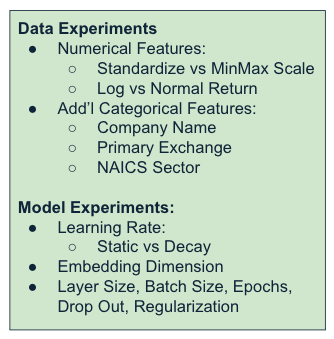 Data Experiments
● Numerical Features:
○ Standardize vs MinMax Scale
○ Log vs Normal Return
● Add'l Categorical Features:
○ Company Name
○ Primary Exchange
○ NAICS Sector
Model Experiments:
● Learning Rate:
○ Static vs Decay
● Embedding Dimension
● Layer Size, Batch Size, Epochs,
Drop Out, Regularization